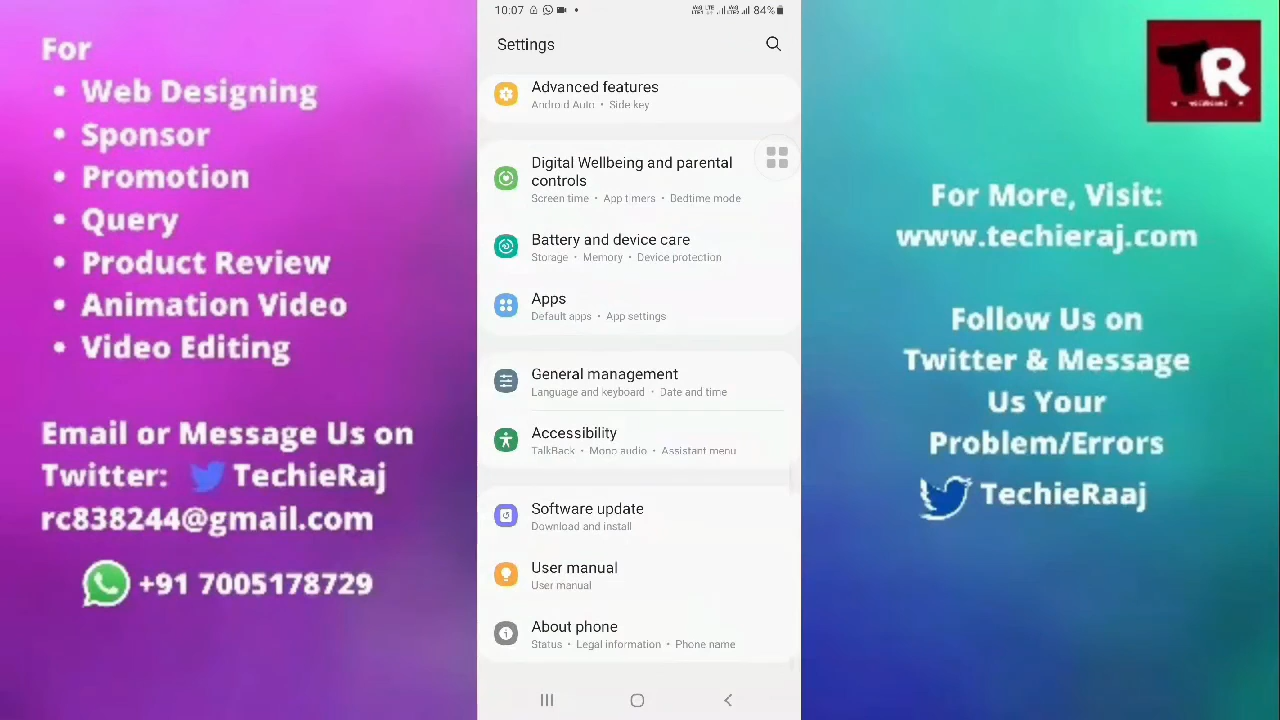 For
• Web Designing
• Sponsor
• Promotion
• Query
• Product Review
• Animation Video
• Video Editing
Email or Message Us on
Twitter: TechieRaj
rc838244@gmail.com
+91 7005178729
10:07
84%
Settings
Advanced features
Android Auto • Side key
Digital Wellbeing and parental
controls
Screen time • App timers • Bedtime mode
Battery and device care
Storage • Memory • Device protection
Apps
Default apps • App settings
General management
Language and keyboard • Date and time
Accessibility
TalkBack • Mono audio • Assistant menu
Software update
Download and install
User manual
User manual
About phone
Status • Legal information • Phone name
TR
For More, Visit:
www.techieraj.com
Follow Us on
Twitter & Message
Us Your
Problem/Errors
TechieRaaj